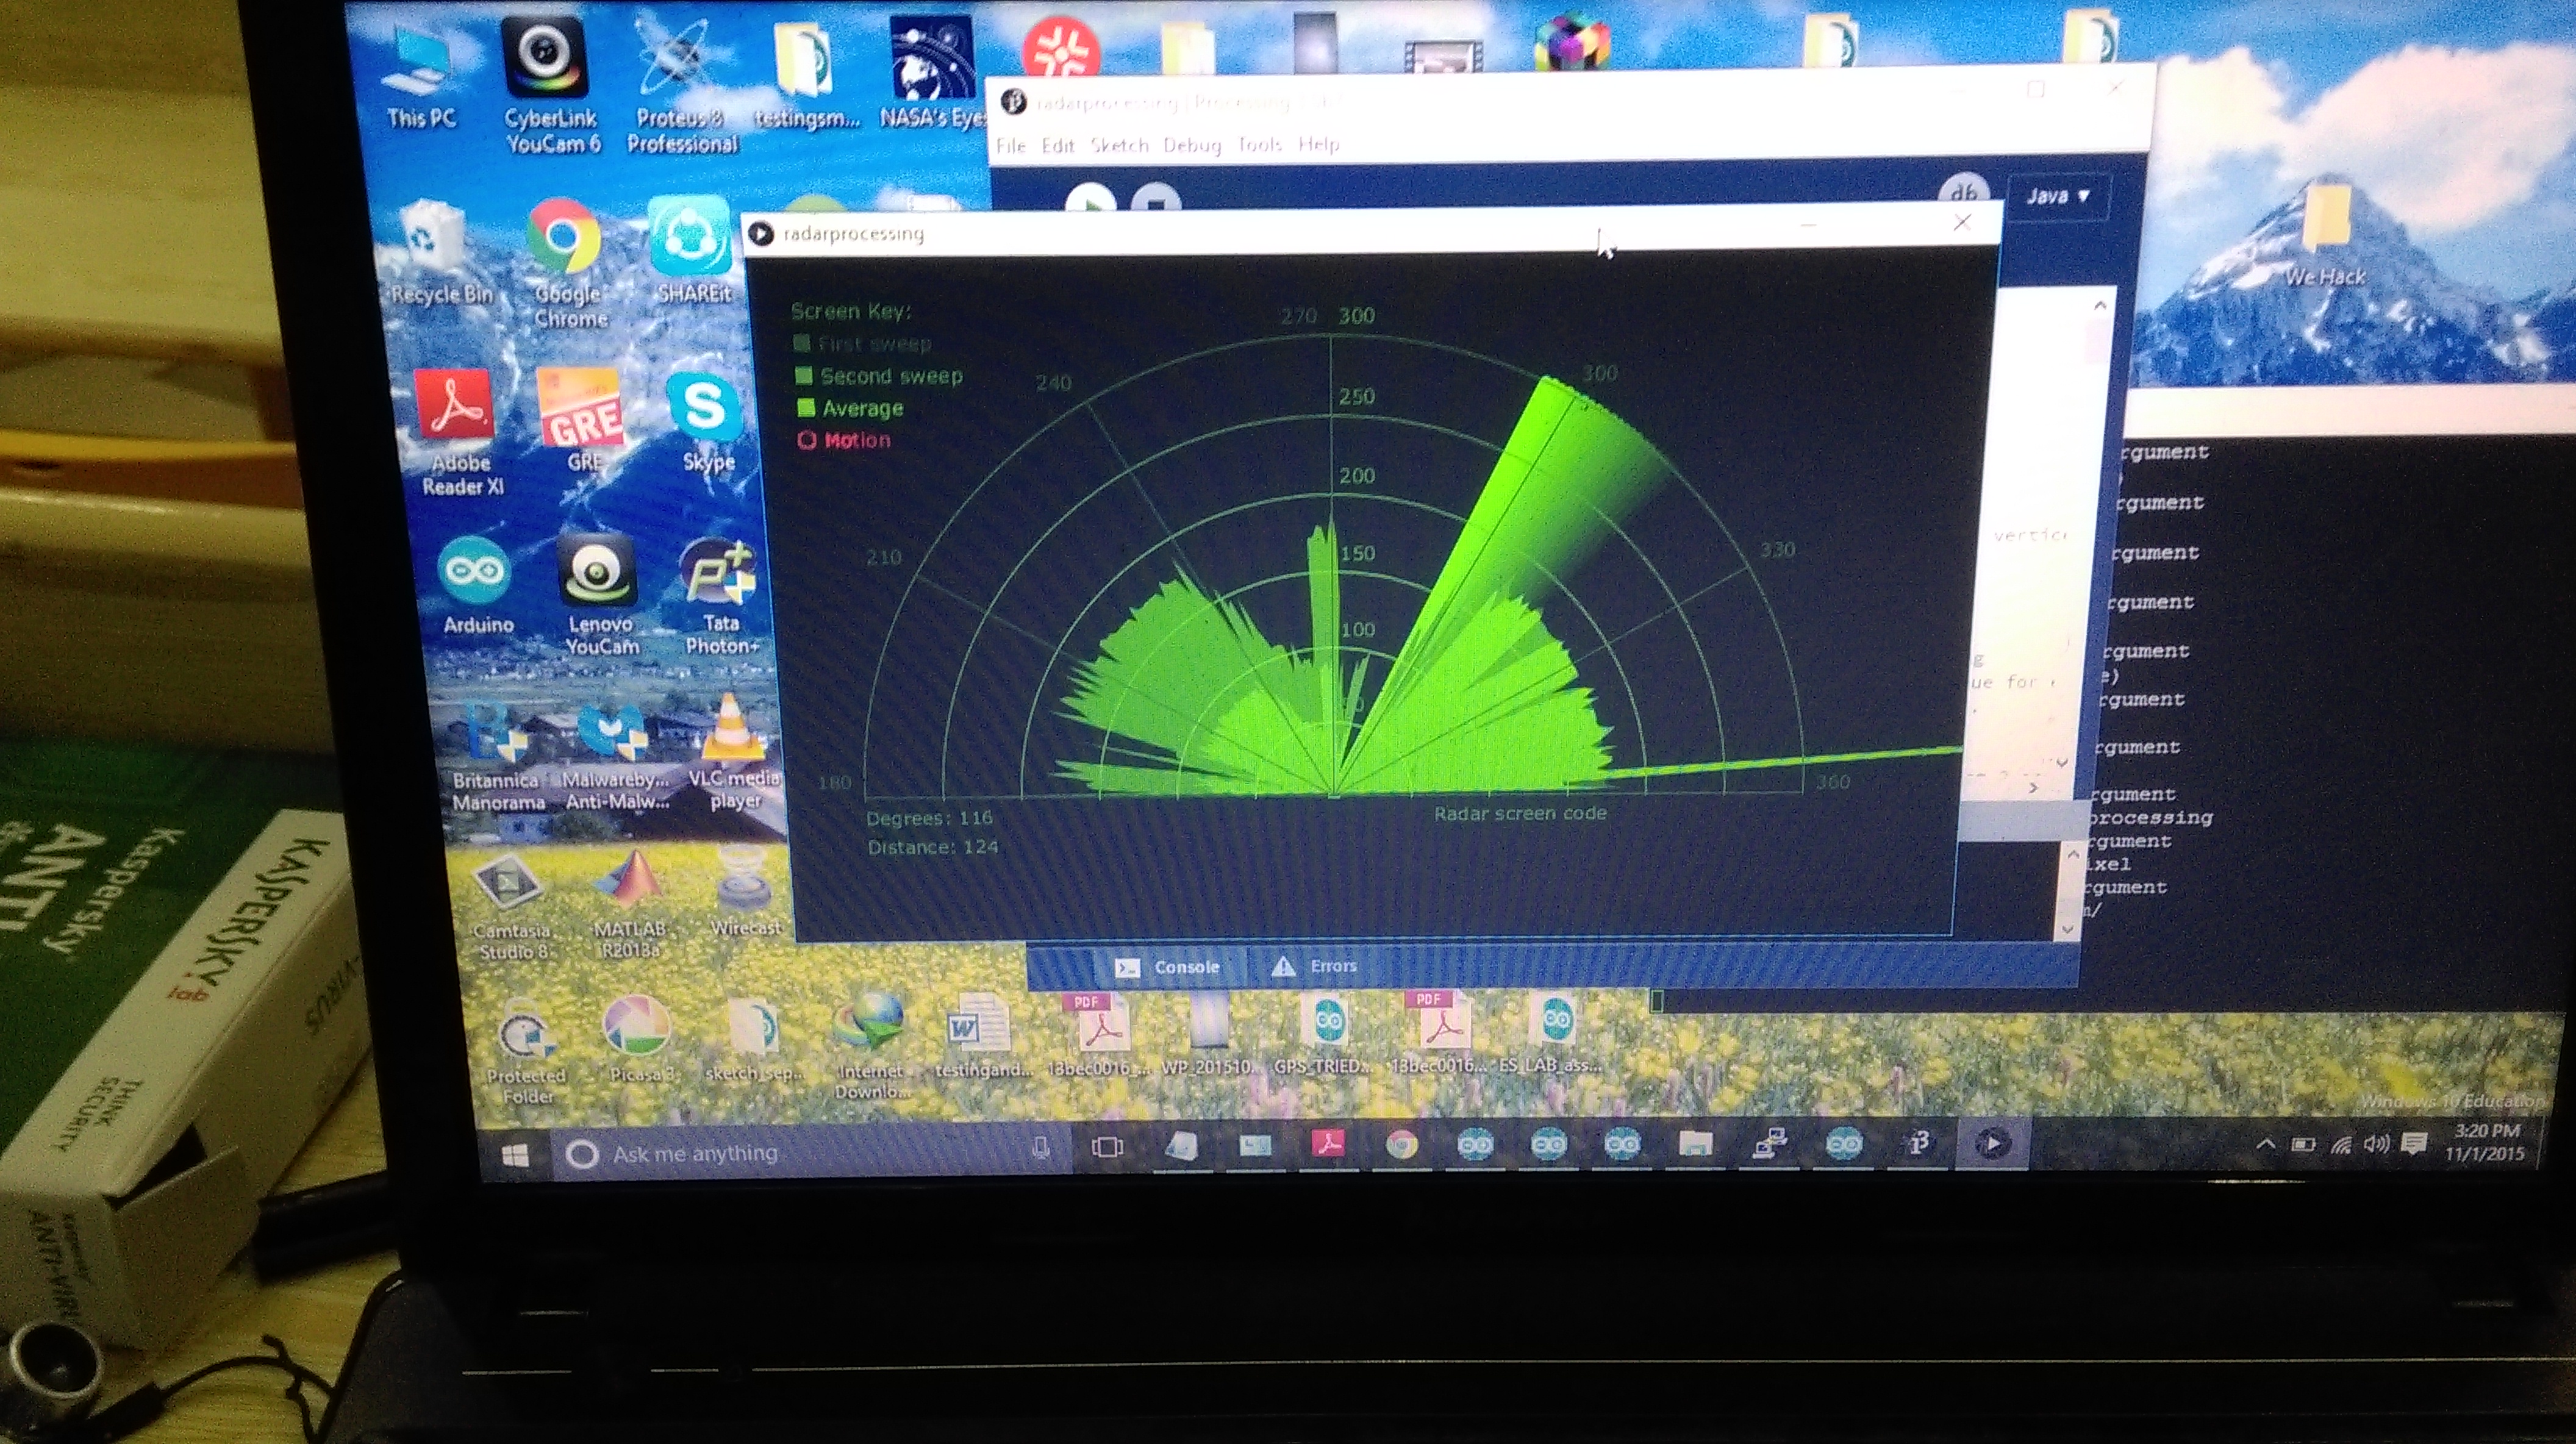 This PC
CyberLink
YouCam 6
Proteus 8
Professional
testingsm...
NASA's Eyes
radarprocessing | Processing
File Edit Sketch Debug Tools Help
Java
Recycle Bin
Google
Chrome
SHAREit
radarprocessing
We Hack
Screen Key:
First sweep
Second sweep
Average
Motion
270 300
240
300
250
200
210
150
330
100
180
360
Degrees: 116
Distance: 124
Radar screen code
GRE
Adobe
Reader XI
GRE
Skype
Arduino
Lenovo
YouCam
Tata
Photon+
Britannica
Manorama
Malwareby...
Anti-Malw...
VLC media
player
Camtasia
Studio 8
MATLAB
R2013a
Wirecast
rgument
rgument
rgument
rgument
rgument
e)
rgument
rgument
rgument
processing
rgument
ixel
rgument
m/
vertic
ue for
Console
Errors
Protected
Folder
Picasa 3
sketch_sep...
Internet
Downlo...
testingand...
PDF
13bec0016_...
WP_201510...
GPS_TRIED...
PDF
13bec0016...
ES_LAB_ass...
Windows 10 Education
Ask me anything
3:20 PM
11/1/2015
Kaspersky
ANTI
KASPERSKY
THINK
SECURITY
-VIRUS
Kaspersky
ANTI-VIRU